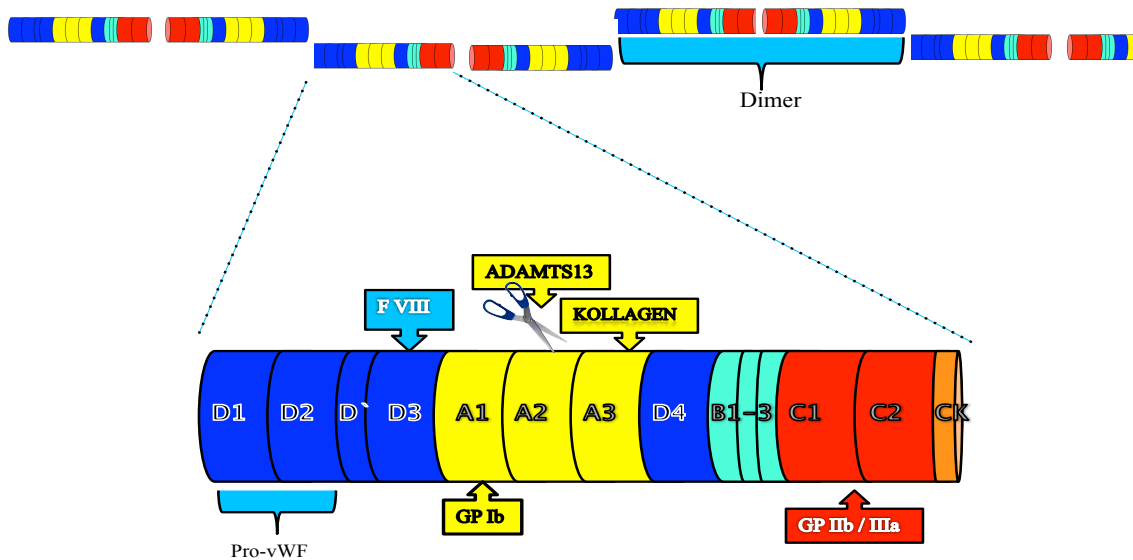 Dimer
ADAMTS13
F VIII
KOLLAGEN
D1 D2 D` D3 A1 A2 A3 D4 B1-3 C1 C2 CK
GP Ib
GP IIb / IIIa
Pro-vWF